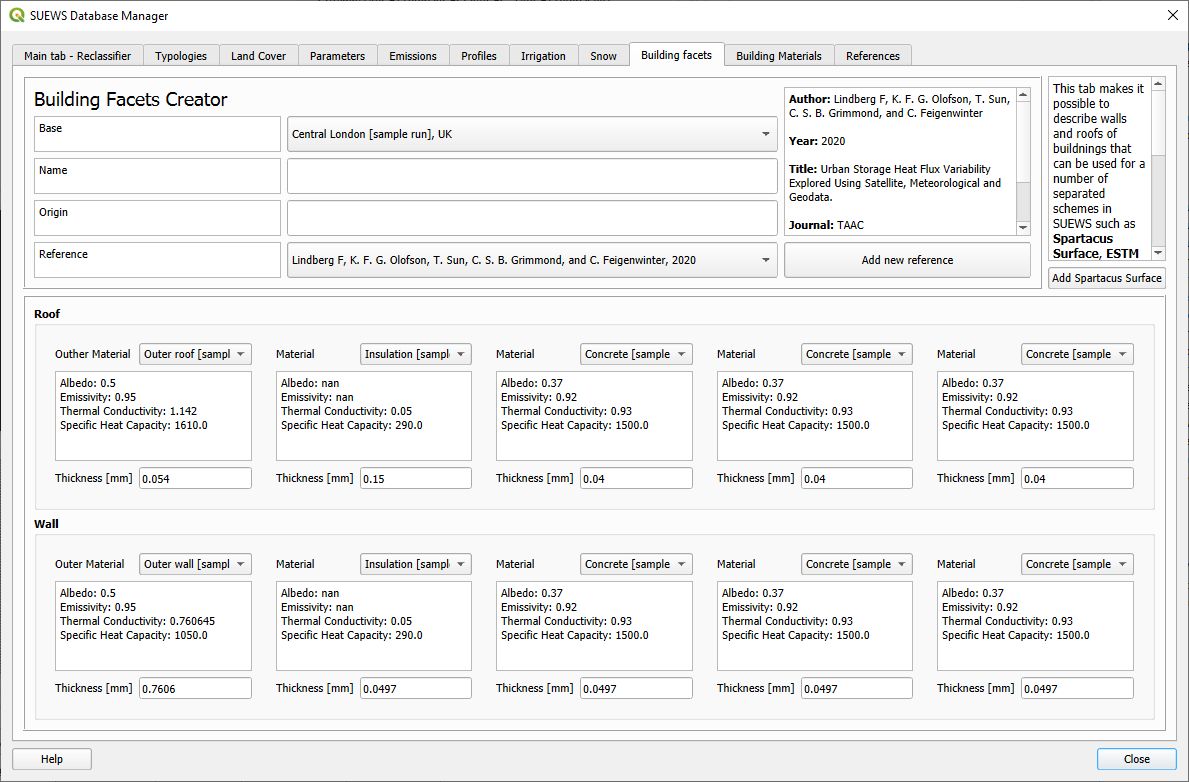 SUEWS Database Manager
Main tab - Reclassifier Typologies Land Cover Parameters Emissions Profiles Irrigation Snow Building facets Building Materials References
Building Facets Creator
Base Central London [sample run], UK
Name
Origin
Reference Lindberg F, K. F. G. Olofson, T. Sun, C. S. B. Grimmond, and C. Feigenwinter, 2020
Author: Lindberg F, K. F. G. Olofson, T. Sun,
C. S. B. Grimmond, and C. Feigenwinter
Year: 2020
Title: Urban Storage Heat Flux Variability
Explored Using Satellite, Meteorological and
Geodata.
Journal: TAAC
Add new reference
This tab makes it
possible to
describe walls
and roofs of
buildnings that
can be used for a
number of
separated
schemes in
SUEWS such as
Spartacus
Surface, ESTM
Add Spartacus Surface
Roof
Outher Material Outer roof [sampl
Albedo: 0.5
Emissivity: 0.95
Thermal Conductivity: 1.142
Specific Heat Capacity: 1610.0
Thickness [mm] 0.054
Material Insulation [sampl
Albedo: nan
Emissivity: nan
Thermal Conductivity: 0.05
Specific Heat Capacity: 290.0
Thickness [mm] 0.15
Material Concrete [sample
Albedo: 0.37
Emissivity: 0.92
Thermal Conductivity: 0.93
Specific Heat Capacity: 1500.0
Thickness [mm] 0.04
Material Concrete [sample
Albedo: 0.37
Emissivity: 0.92
Thermal Conductivity: 0.93
Specific Heat Capacity: 1500.0
Thickness [mm] 0.04
Material Concrete [sample
Albedo: 0.37
Emissivity: 0.92
Thermal Conductivity: 0.93
Specific Heat Capacity: 1500.0
Thickness [mm] 0.04
Wall
Outer Material Outer wall [sampl
Albedo: 0.5
Emissivity: 0.95
Thermal Conductivity: 0.760645
Specific Heat Capacity: 1050.0
Thickness [mm] 0.7606
Material Insulation [sampl
Albedo: nan
Emissivity: nan
Thermal Conductivity: 0.05
Specific Heat Capacity: 290.0
Thickness [mm] 0.0497
Material Concrete [sample
Albedo: 0.37
Emissivity: 0.92
Thermal Conductivity: 0.93
Specific Heat Capacity: 1500.0
Thickness [mm] 0.0497
Material Concrete [sample
Albedo: 0.37
Emissivity: 0.92
Thermal Conductivity: 0.93
Specific Heat Capacity: 1500.0
Thickness [mm] 0.0497
Material Concrete [sample
Albedo: 0.37
Emissivity: 0.92
Thermal Conductivity: 0.93
Specific Heat Capacity: 1500.0
Thickness [mm] 0.0497
Help
Close